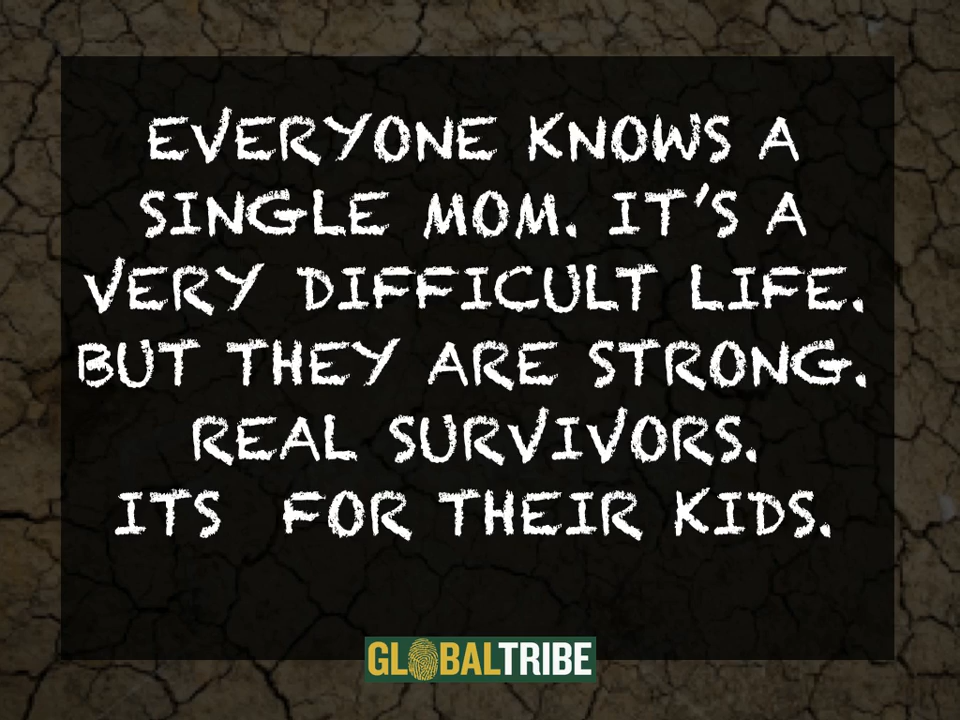 EVERYONE KNOWS A
SINGLE MOM. IT'S A
VERY DIFFICULT LIFE.
BUT THEY ARE STRONG.
REAL SURVIVORS.
ITS FOR THEIR KIDS.
GLOBALTRIBE